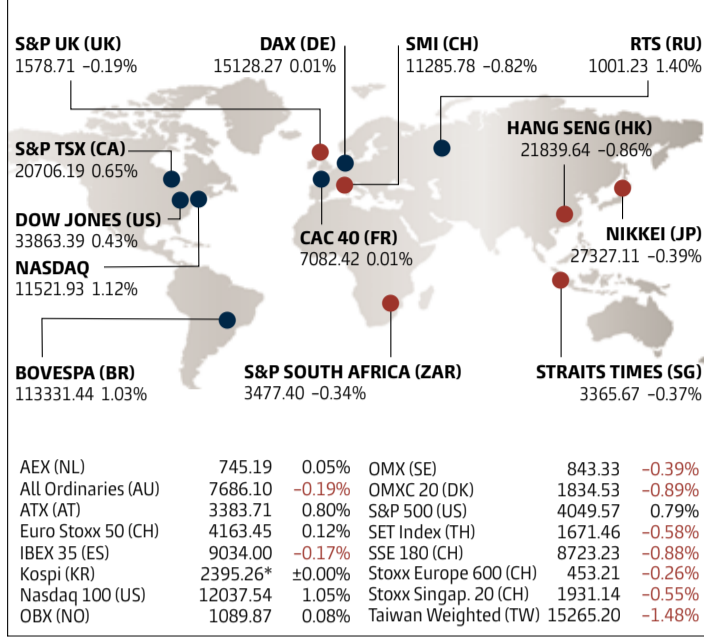 S&P UK (UK)
1578.71 −0.19%
DAX (DE)
15128.27 0.01%
SMI (CH)
11285.78 −0.82%
RTS (RU)
1001.23 1.40%
S&P TSX (CA)
20706.19 0.65%
HANG SENG (HK)
21839.64 −0.86%
DOW JONES (US)
33863.39 0.43%
CAC 40 (FR)
7082.42 0.01%
NIKKEI (JP)
27327.11 −0.39%
NASDAQ
11521.93 1.12%
BOVESPA (BR)
113331.44 1.03%
S&P SOUTH AFRICA (ZAR)
3477.40 −0.34%
STRAITS TIMES (SG)
3365.67 −0.37%
AEX (NL) 745.19 0.05%
All Ordinaries (AU) 7686.10 −0.19%
ATX (AT) 3383.71 0.80%
Euro Stoxx 50 (CH) 4163.45 0.12%
IBEX 35 (ES) 9034.00 −0.17%
Kospi (KR) 2395.26* ±0.00%
Nasdaq 100 (US) 12037.54 1.05%
OBX (NO) 1089.87 0.08%
OMX (SE) 843.33 −0.39%
OMXC 20 (DK) 1834.53 −0.89%
S&P 500 (US) 4049.57 0.79%
SET Index (TH) 1671.46 −0.58%
SSE 180 (CH) 8723.23 −0.88%
Stoxx Europe 600 (CH) 453.21 −0.26%
Stoxx Singap. 20 (CH) 1931.14 −0.55%
Taiwan Weighted (TW) 15265.20 −1.48%